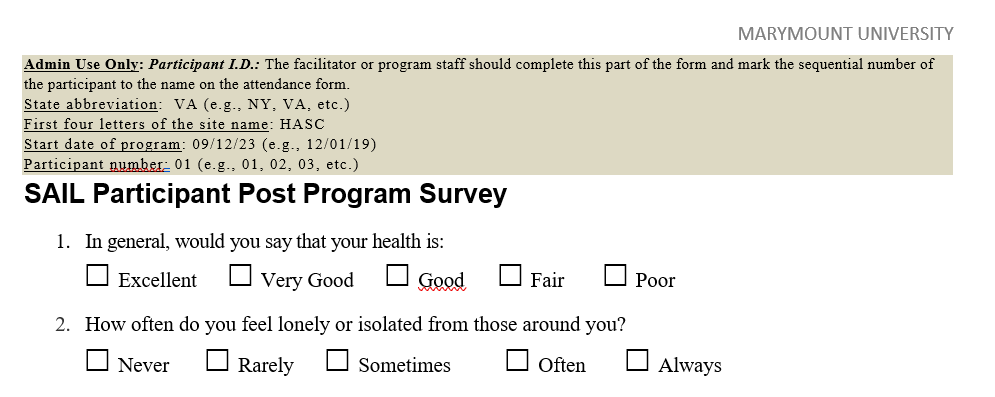 MARYMOUNT UNIVERSITY
Admin Use Only: Participant I.D.: The facilitator or program staff should complete this part of the form and mark the sequential number of
the participant to the name on the attendance form.
State abbreviation: VA (e.g., NY, VA, etc.)
First four letters of the site name: HASC
Start date of program: 09/12/23 (e.g., 12/01/19)
Participant number: 01 (e.g., 01, 02, 03, etc.)
SAIL Participant Post Program Survey
1. In general, would you say that your health is:
☐ Excellent ☐ Very Good ☐ Good ☐ Fair ☐ Poor
2. How often do you feel lonely or isolated from those around you?
☐ Never ☐ Rarely ☐ Sometimes ☐ Often ☐ Always